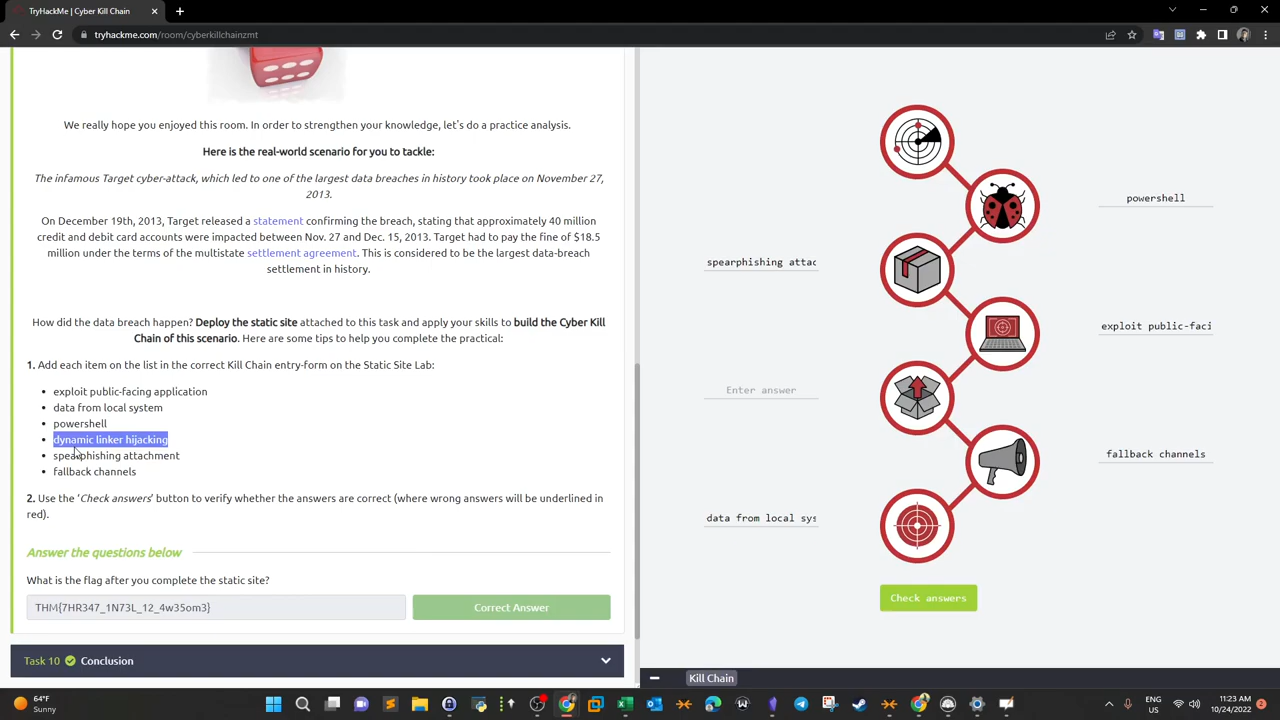 TryHackMe | Cyber Kill Chain
tryhackme.com/room/cyberkillchainzmt
We really hope you enjoyed this room. In order to strengthen your knowledge, let's do a practice analysis.
Here is the real-world scenario for you to tackle:
The infamous Target cyber-attack, which led to one of the largest data breaches in history took place on November 27,
2013.
On December 19th, 2013, Target released a statement confirming the breach, stating that approximately 40 million
credit and debit card accounts were impacted between Nov. 27 and Dec. 15, 2013. Target had to pay the fine of $18.5
million under the terms of the multistate settlement agreement. This is considered to be the largest data-breach
settlement in history.
How did the data breach happen? Deploy the static site attached to this task and apply your skills to build the Cyber Kill
Chain of this scenario. Here are some tips to help you complete the practical:
1. Add each item on the list in the correct Kill Chain entry-form on the Static Site Lab:
• exploit public-facing application
• data from local system
• powershell
• dynamic linker hijacking
• spearphishing attachment
• fallback channels
2. Use the 'Check answers' button to verify whether the answers are correct (where wrong answers will be underlined in
red).
Answer the questions below
What is the flag after you complete the static site?
THM{7HR347_1N73L_12_4w35om3}
Correct Answer
Task 10 Conclusion
powershell
spearphishing attac
exploit public-faci
Enter answer
fallback channels
data from local sys
Check answers
Kill Chain
64°F
Sunny
ENG
US
11:23 AM
10/24/2022